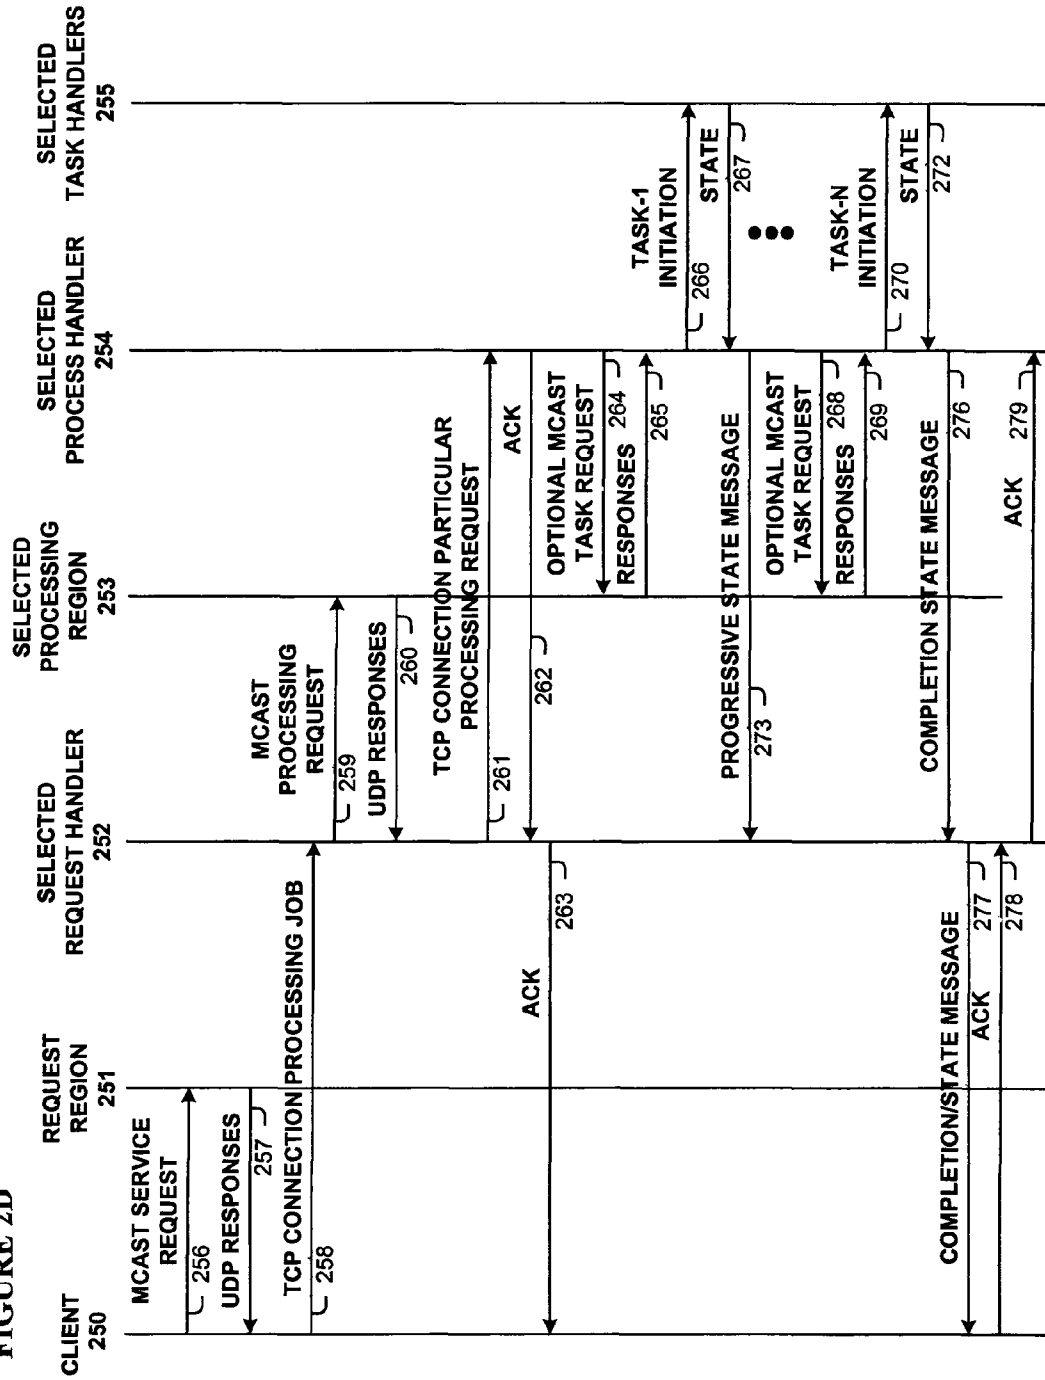 FIGURE 2D
CLIENT
250
REQUEST
REGION
251
SELECTED
REQUEST HANDLER
252
SELECTED
PROCESSING
REGION
253
SELECTED
PROCESS HANDLER
254
SELECTED
TASK HANDLERS
255
MCAST SERVICE
REQUEST
256
UDP RESPONSES
257
TCP CONNECTION PROCESSING JOB
258
MCAST
PROCESSING
REQUEST
259
UDP RESPONSES
260
TCP CONNECTION PARTICULAR
PROCESSING REQUEST
261
ACK
262
ACK
263
OPTIONAL MCAST
TASK REQUEST
264
RESPONSES
265
TASK-1
INITIATION
266
STATE
267
PROGRESSIVE STATE MESSAGE
273
OPTIONAL MCAST
TASK REQUEST
268
RESPONSES
269
TASK-N
INITIATION
270
STATE
272
COMPLETION STATE MESSAGE
276
COMPLETION/STATE MESSAGE
277
ACK
278
ACK
279